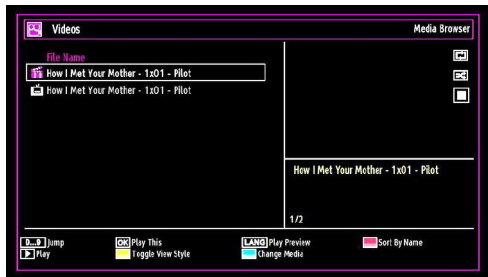 Videos
Media Browser
File Name
How I Met Your Mother - 1x01 - Pilot
How I Met Your Mother - 1x01 - Pilot
How I Met Your Mother - 1x01 - Pilot
1/2
0...9 Jump OK Play This LANG Play Preview Sort By Name
Play Toggle View Style Change Media